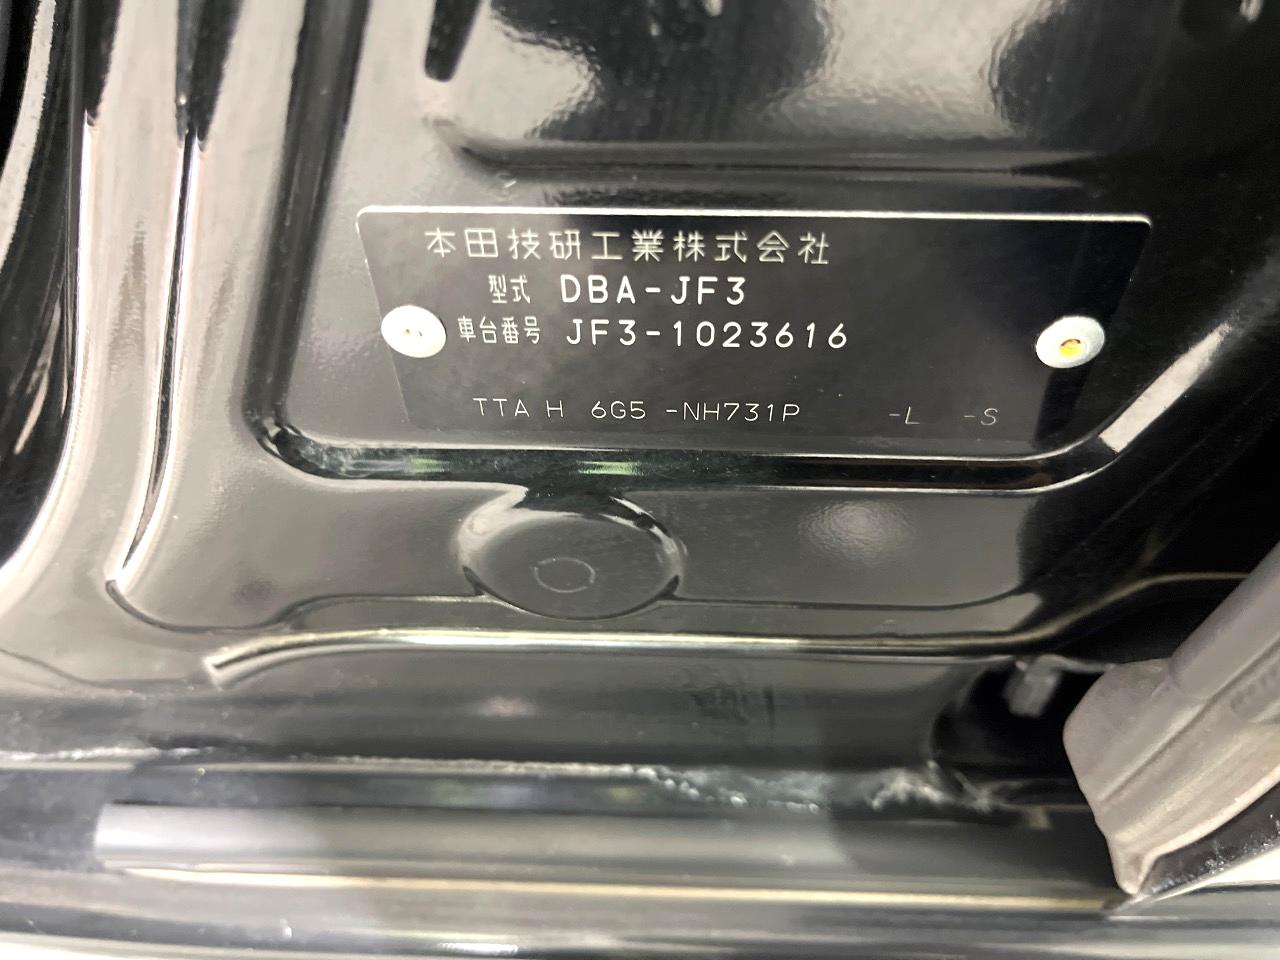 本田技研工業株式会社
型式 DBA-JF3
車台番号 JF3-1023616
TTA H 6G5 -NH731P -L -S